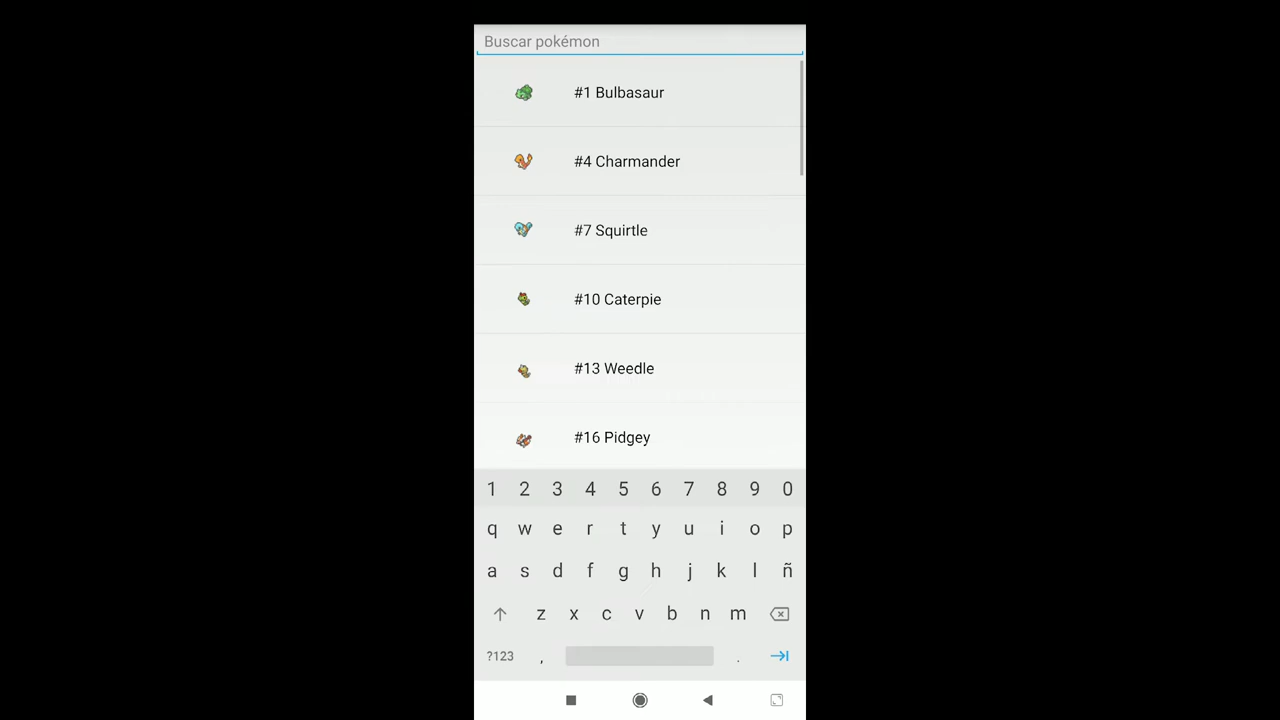 Buscar pokémon
#1 Bulbasaur
#4 Charmander
#7 Squirtle
#10 Caterpie
#13 Weedle
#16 Pidgey
1 2 3 4 5 6 7 8 9 0
q w e r t y u i o p
a s d f g h j k l ñ
z x c v b n m
?123 , .